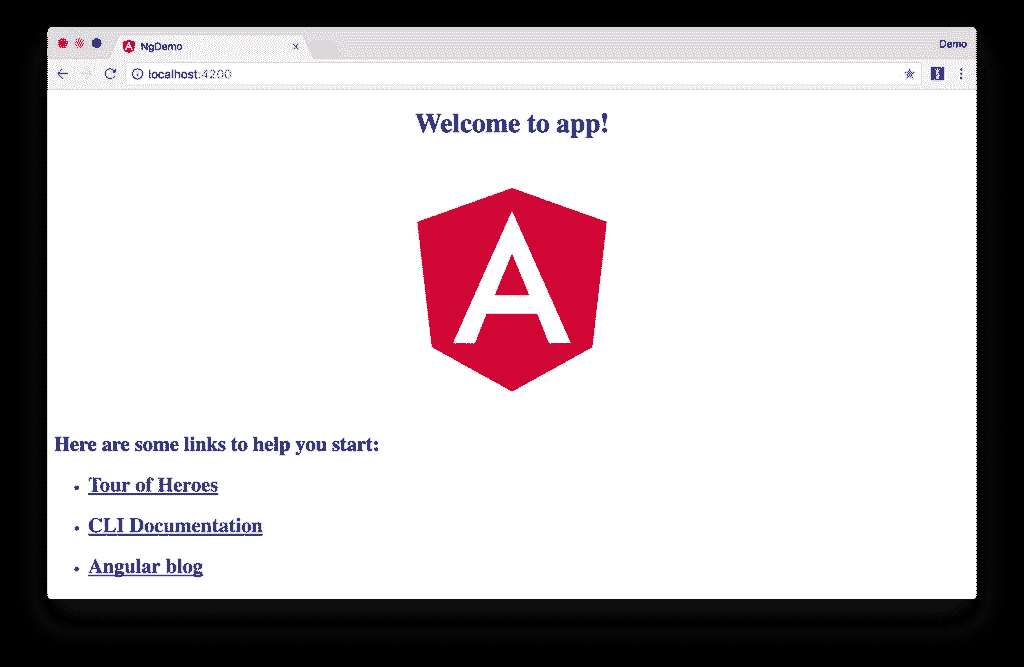 NgDemo
Demo
localhost:4200
Welcome to app!
A
Here are some links to help you start:
Tour of Heroes
CLI Documentation
Angular blog